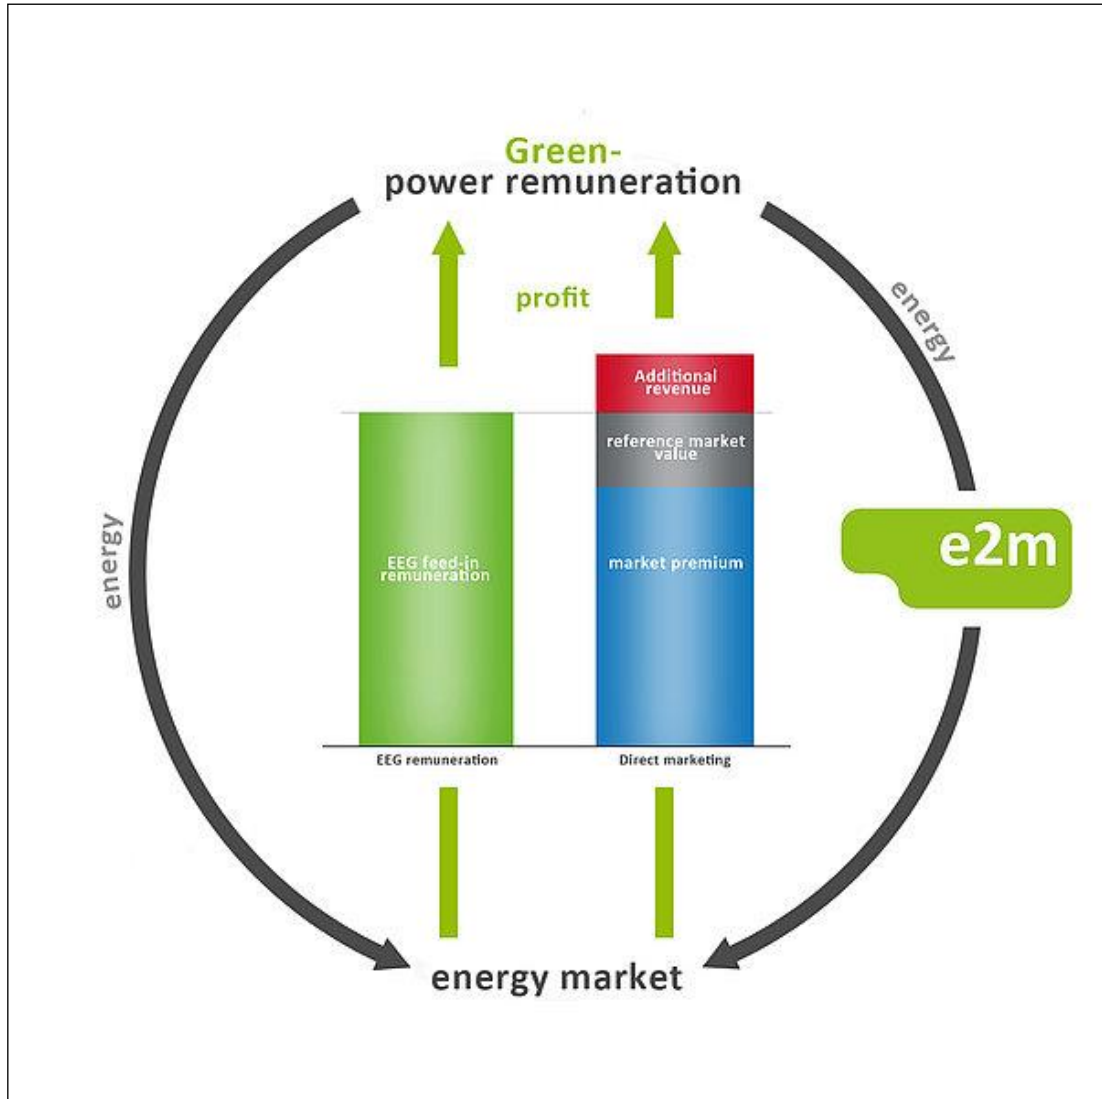 Green-
power remuneration
profit
energy
Additional
revenue
reference market
value
energy
e2m
EEG feed-in
remuneration
market premium
EEG remuneration
Direct marketing
energy market